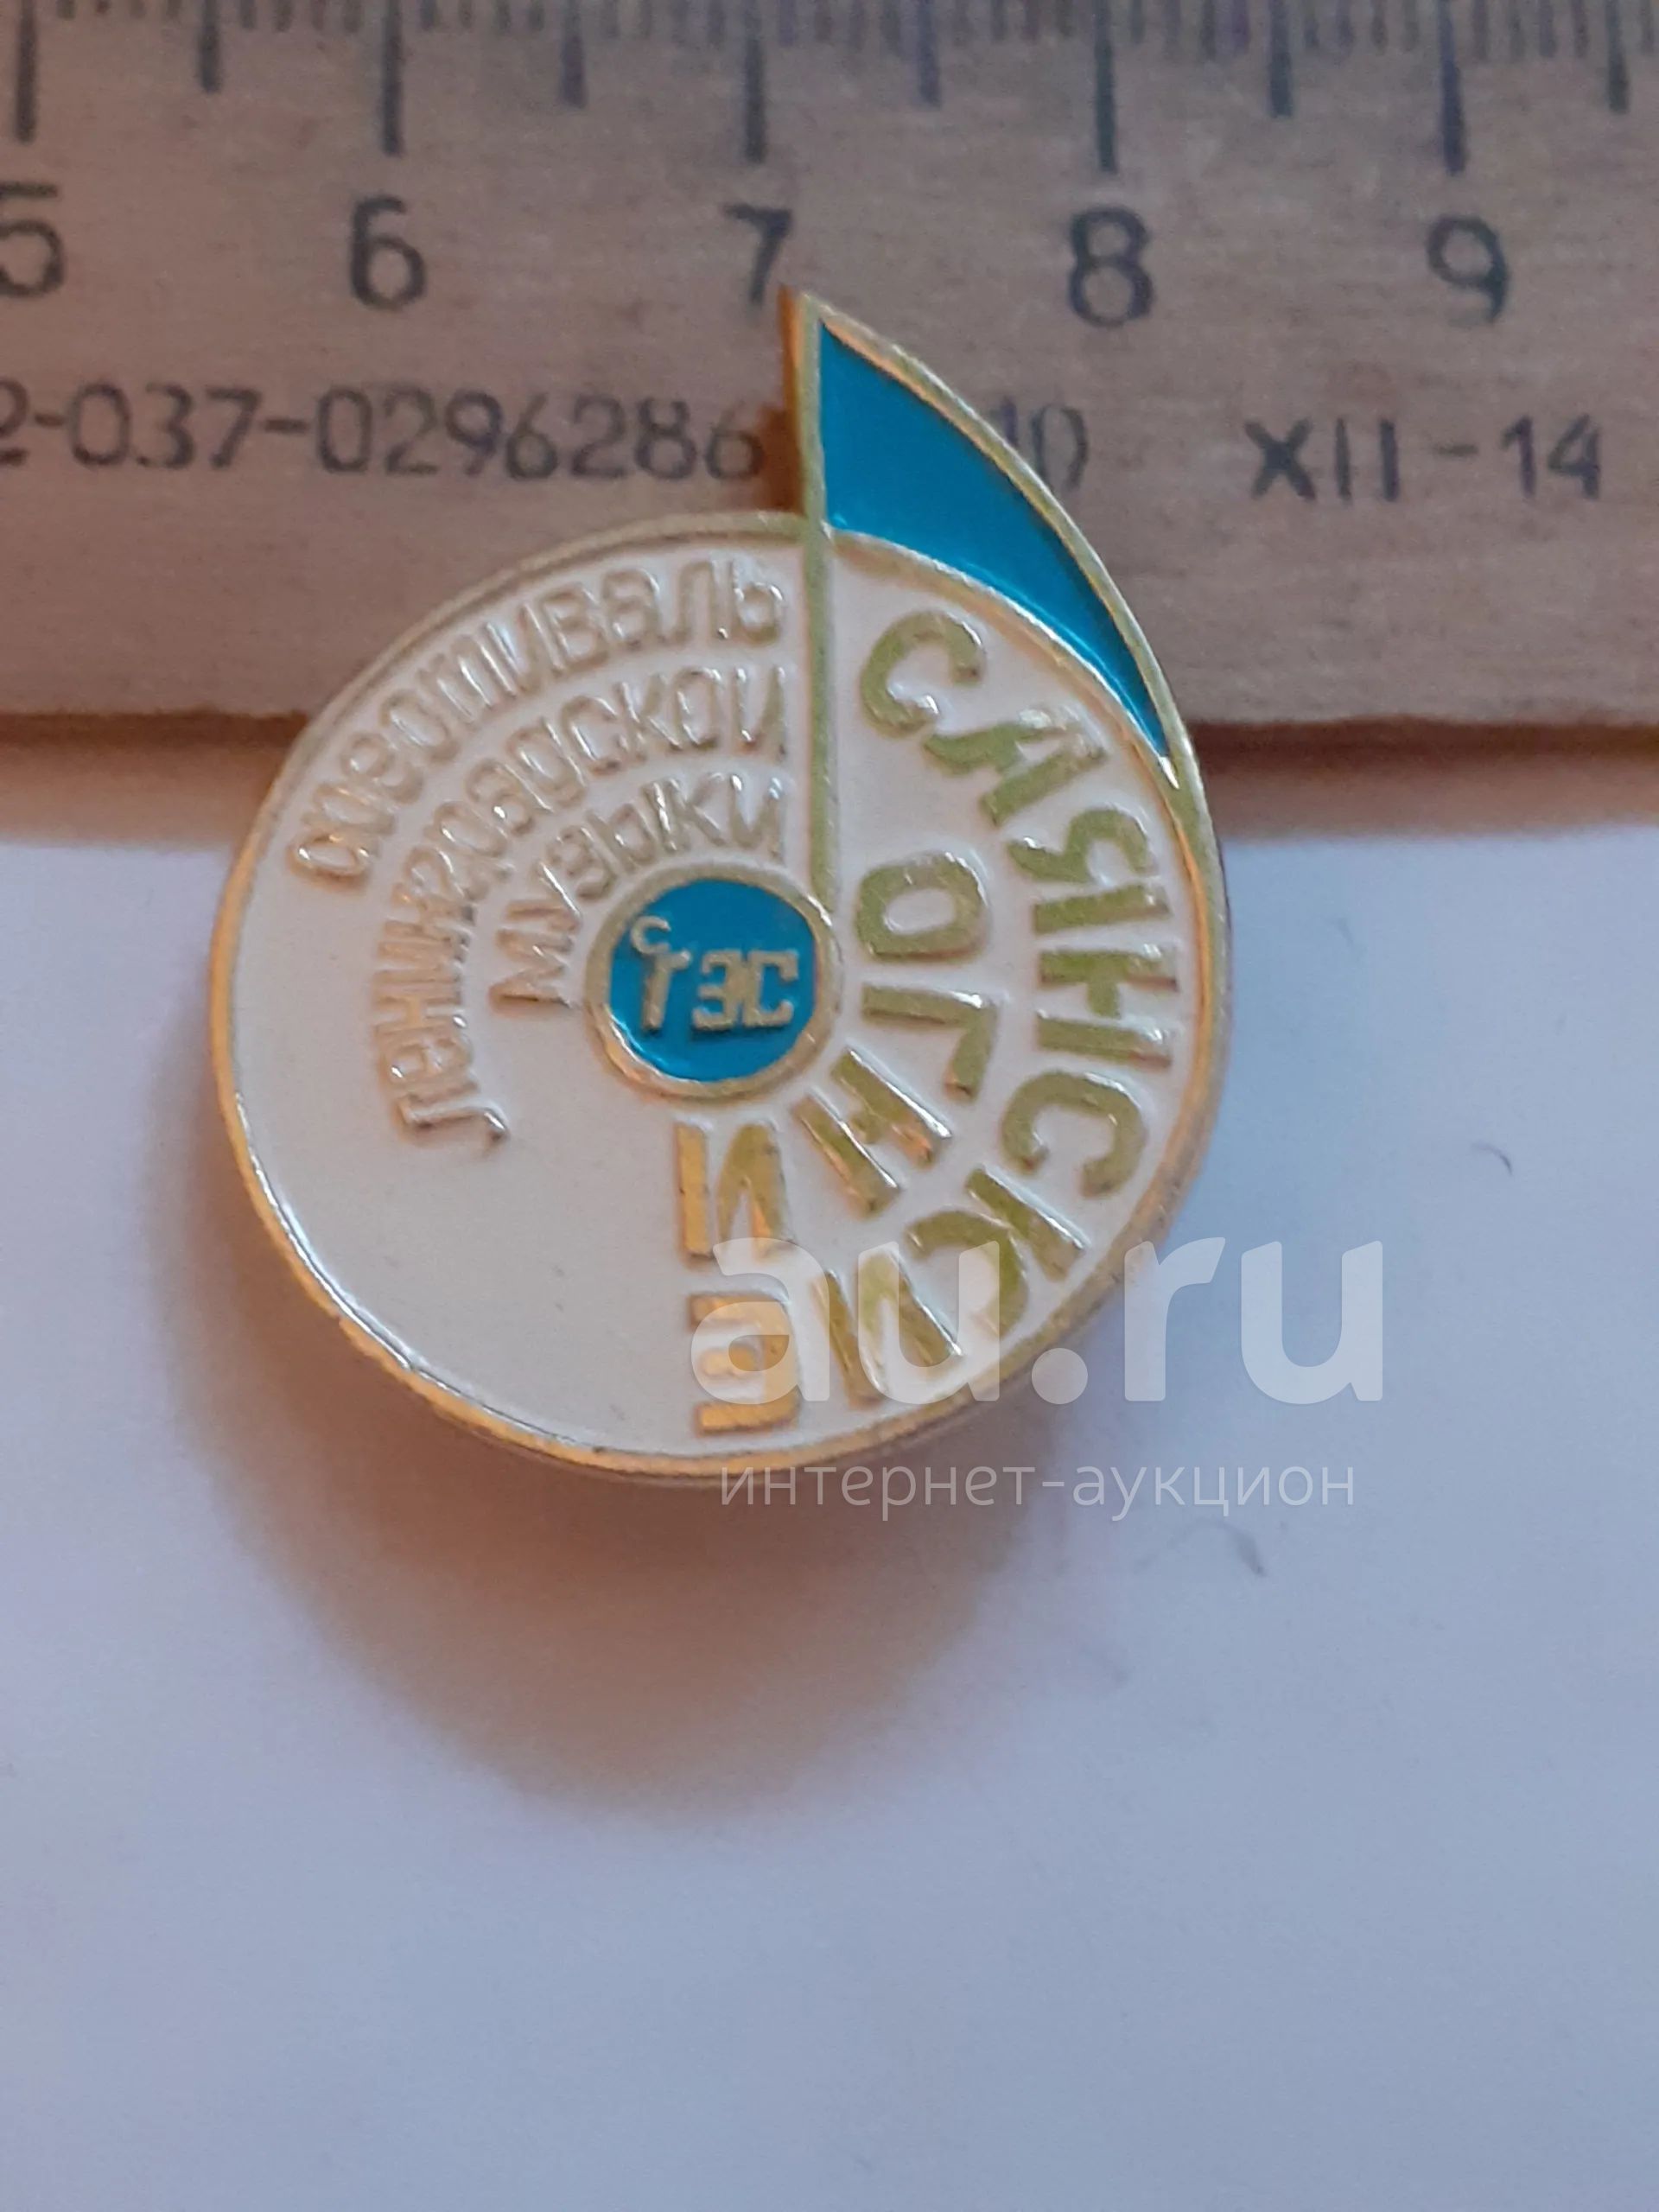 5 6 7 8 9
2-037-0296286 10 XII-14
фестиваль
ленинградской
музыки
СГЭС
САЯНСКИЕ
ОГНИ
au.ru
интернет-аукцион